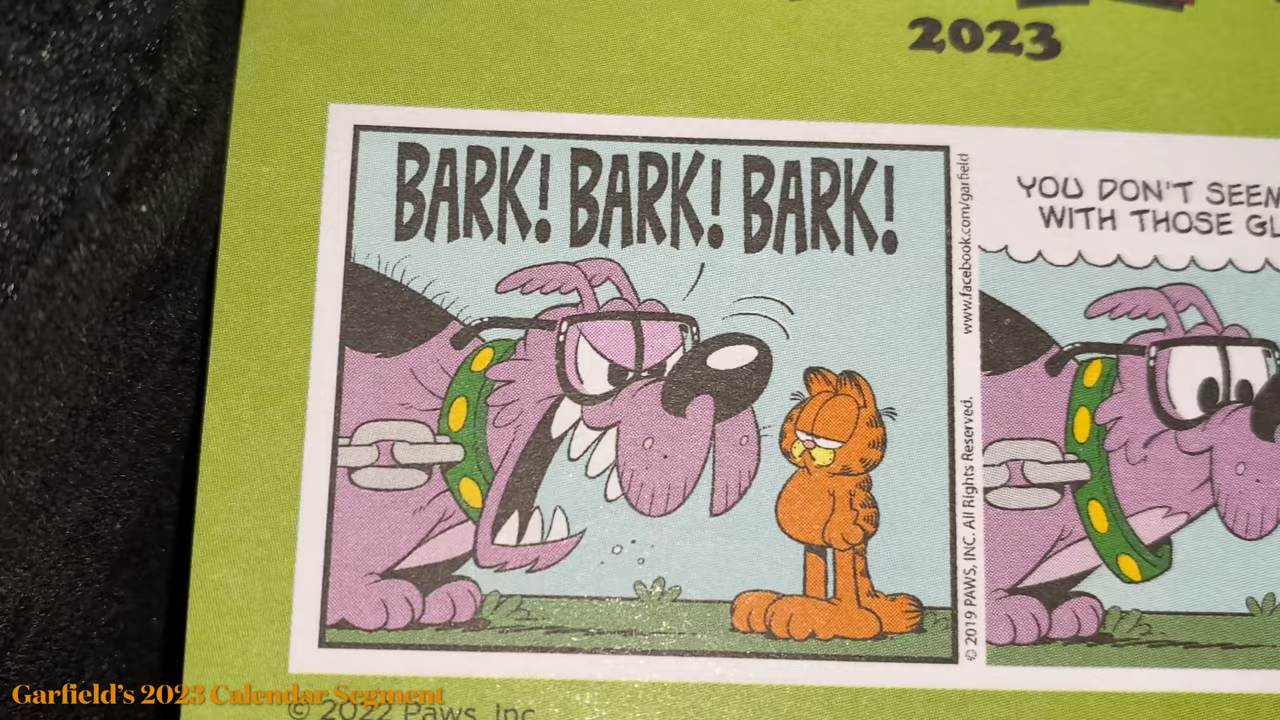 2023
BARK! BARK! BARK!
www.facebook.com/garfield
© 2019 PAWS, INC. All Rights Reserved.
YOU DON'T SEEM
WITH THOSE
Garfield's 2023 Calendar Segment
© 2022 Paws, Inc.